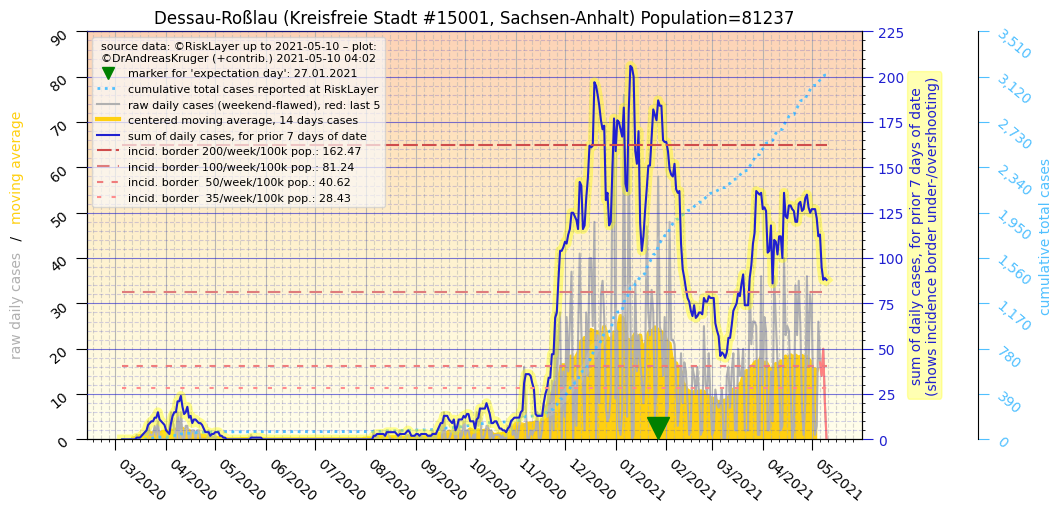 Dessau-Roßlau (Kreisfreie Stadt #15001, Sachsen-Anhalt) Population=81237
source data: ©RiskLayer up to 2021-05-10 – plot:
©DrAndreasKruger (+contrib.) 2021-05-10 04:02
marker for 'expectation day': 27.01.2021
cumulative total cases reported at RiskLayer
raw daily cases (weekend-flawed), red: last 5
centered moving average, 14 days cases
sum of daily cases, for prior 7 days of date
incid. border 200/week/100k pop.: 162.47
incid. border 100/week/100k pop.: 81.24
incid. border  50/week/100k pop.: 40.62
incid. border  35/week/100k pop.: 28.43
raw daily cases / moving average
90
80
70
60
50
40
30
20
10
0
03/2020
04/2020
05/2020
06/2020
07/2020
08/2020
09/2020
10/2020
11/2020
12/2020
01/2021
02/2021
03/2021
04/2021
05/2021
225
200
175
150
125
100
75
50
25
0
sum of daily cases, for prior 7 days of date
(shows incidence border under-/overshooting)
3,510
3,120
2,730
2,340
1,950
1,560
1,170
780
390
0
cumulative total cases